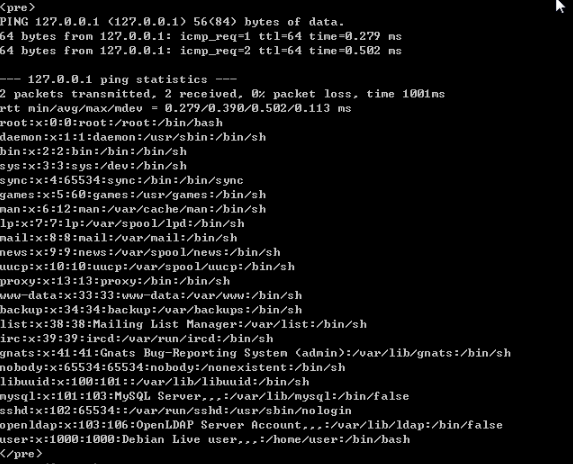 <pre>
PING 127.0.0.1 (127.0.0.1) 56(84) bytes of data.
64 bytes from 127.0.0.1: icmp_req=1 ttl=64 time=0.279 ms
64 bytes from 127.0.0.1: icmp_req=2 ttl=64 time=0.502 ms

--- 127.0.0.1 ping statistics ---
2 packets transmitted, 2 received, 0% packet loss, time 1001ms
rtt min/avg/max/mdev = 0.279/0.390/0.502/0.113 ms
root:x:0:0:root:/root:/bin/bash
daemon:x:1:1:daemon:/usr/sbin:/bin/sh
bin:x:2:2:bin:/bin:/bin/sh
sys:x:3:3:sys:/dev:/bin/sh
sync:x:4:65534:sync:/bin:/bin/sync
games:x:5:60:games:/usr/games:/bin/sh
man:x:6:12:man:/var/cache/man:/bin/sh
lp:x:7:7:lp:/var/spool/lpd:/bin/sh
mail:x:8:8:mail:/var/mail:/bin/sh
news:x:9:9:news:/var/spool/news:/bin/sh
uucp:x:10:10:uucp:/var/spool/uucp:/bin/sh
proxy:x:13:13:proxy:/bin:/bin/sh
www-data:x:33:33:www-data:/var/www:/bin/sh
backup:x:34:34:backup:/var/backups:/bin/sh
list:x:38:38:Mailing List Manager:/var/list:/bin/sh
irc:x:39:39:ircd:/var/run/ircd:/bin/sh
gnats:x:41:41:Gnats Bug-Reporting System (admin):/var/lib/gnats:/bin/sh
nobody:x:65534:65534:nobody:/nonexistent:/bin/sh
libuuid:x:100:101::/var/lib/libuuid:/bin/sh
mysql:x:101:103:MySQL Server,,,:/var/lib/mysql:/bin/false
sshd:x:102:65534::/var/run/sshd:/usr/sbin/nologin
openldap:x:103:106:OpenLDAP Server Account,,,:/var/lib/ldap:/bin/false
user:x:1000:1000:Debian Live user,,,:/home/user:/bin/bash
</pre>